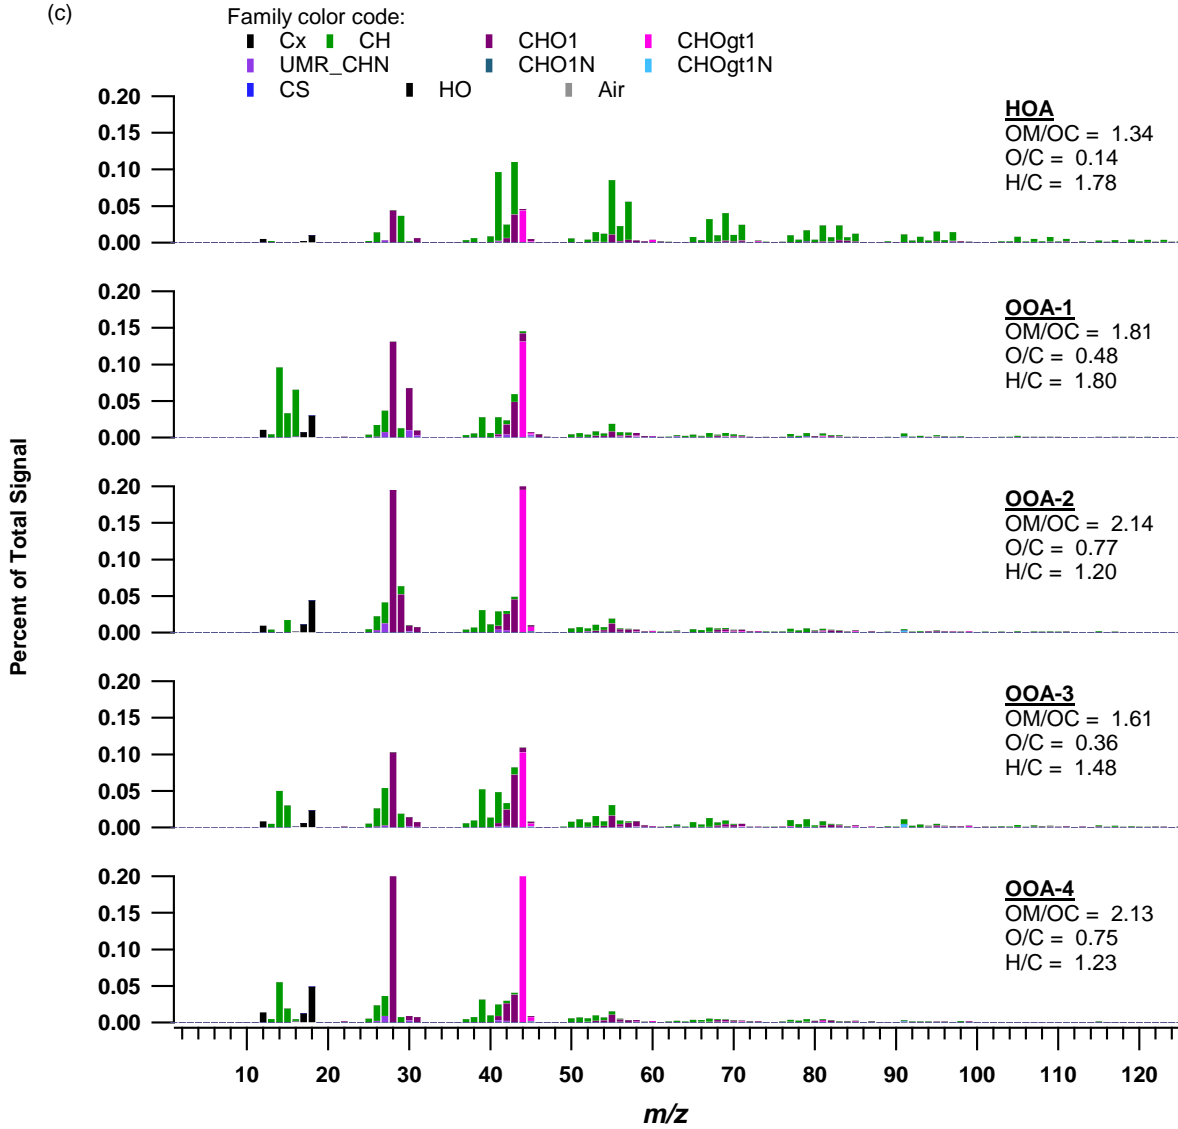 (c)
Family color code:
Cx CH CHO1 CHOgt1
UMR_CHN CHO1N CHOgt1N
CS HO Air
Percent of Total Signal
0.20
0.15
0.10
0.05
0.00
HOA
OM/OC = 1.34
O/C = 0.14
H/C = 1.78
0.20
0.15
0.10
0.05
0.00
OOA-1
OM/OC = 1.81
O/C = 0.48
H/C = 1.80
0.20
0.15
0.10
0.05
0.00
OOA-2
OM/OC = 2.14
O/C = 0.77
H/C = 1.20
0.20
0.15
0.10
0.05
0.00
OOA-3
OM/OC = 1.61
O/C = 0.36
H/C = 1.48
0.20
0.15
0.10
0.05
0.00
OOA-4
OM/OC = 2.13
O/C = 0.75
H/C = 1.23
10 20 30 40 50 60 70 80 90 100 110 120
m/z